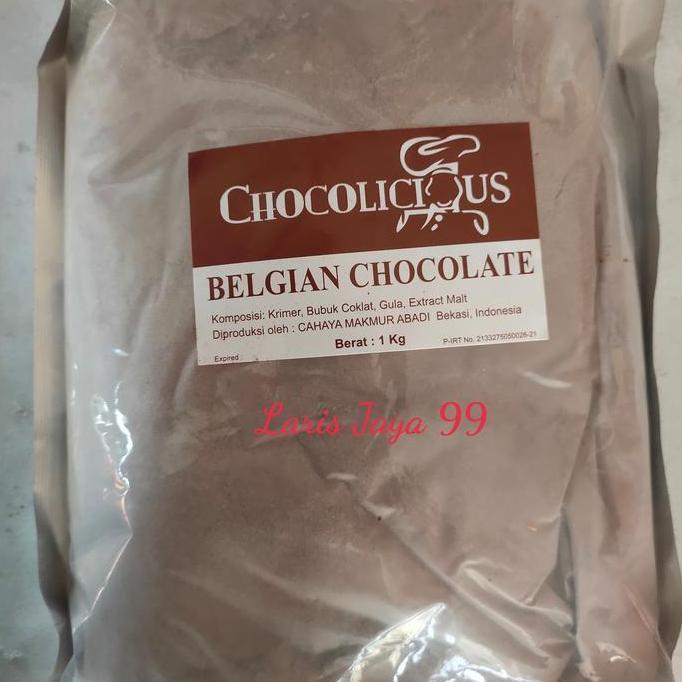 CHOCOLICIOUS
BELGIAN CHOCOLATE
Komposisi: Krimer, Bubuk Coklat, Gula, Extract Malt
Diproduksi oleh : CAHAYA MAKMUR ABADI Bekasi, Indonesia
Berat : 1 Kg
P-IRT No. 2133275050026-21
Expired :
Laris Jaya 99